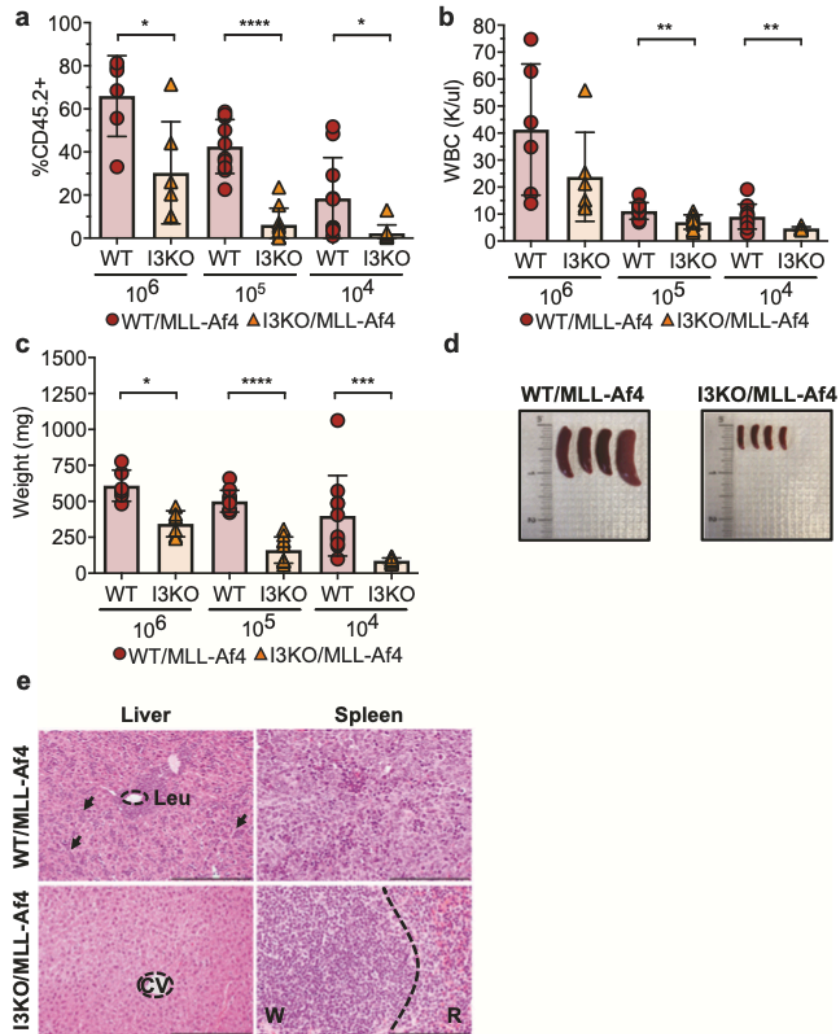 a
%CD45.2+
100
80
60
40
20
0
*
****
*
WT I3KO WT I3KO WT I3KO
10⁶ 10⁵ 10⁴
WT/MLL-Af4 I3KO/MLL-Af4
b
WBC (K/ul)
80
70
60
50
40
30
20
10
0
**
**
WT I3KO WT I3KO WT I3KO
10⁶ 10⁵ 10⁴
WT/MLL-Af4 I3KO/MLL-Af4
c
Weight (mg)
1500
1250
1000
750
500
250
0
*
****
***
WT I3KO WT I3KO WT I3KO
10⁶ 10⁵ 10⁴
WT/MLL-Af4 I3KO/MLL-Af4
d
WT/MLL-Af4 I3KO/MLL-Af4
e
Liver Spleen
WT/MLL-Af4
Leu
I3KO/MLL-Af4
CV
W R